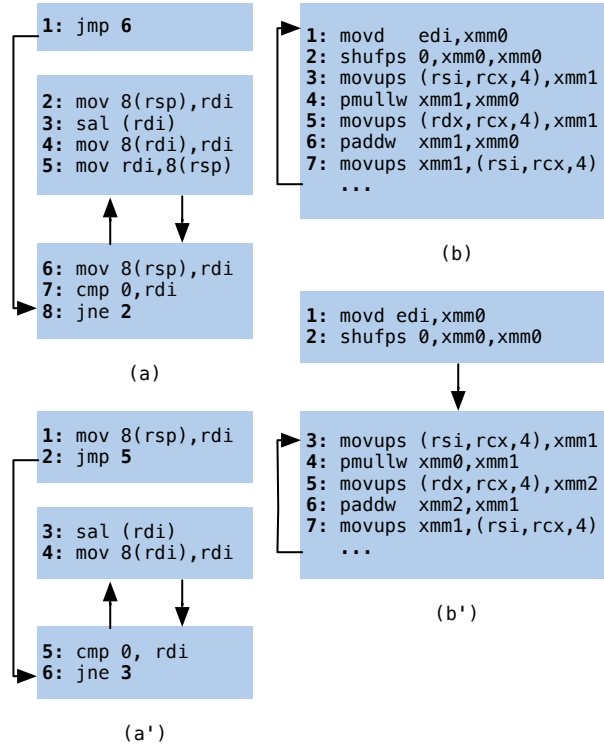 1: jmp 6
2: mov 8(rsp),rdi
3: sal (rdi)
4: mov 8(rdi),rdi
5: mov rdi,8(rsp)
6: mov 8(rsp),rdi
7: cmp 0,rdi
8: jne 2
(a)
1: mov 8(rsp),rdi
2: jmp 5
3: sal (rdi)
4: mov 8(rdi),rdi
5: cmp 0, rdi
6: jne 3
(a')
1: movd edi,xmm0
2: shufps 0,xmm0,xmm0
3: movups (rsi,rcx,4),xmm1
4: pmullw xmm1,xmm0
5: movups (rdx,rcx,4),xmm1
6: paddw xmm1,xmm0
7: movups xmm1,(rsi,rcx,4)
...
(b)
1: movd edi,xmm0
2: shufps 0,xmm0,xmm0
3: movups (rsi,rcx,4),xmm1
4: pmullw xmm0,xmm1
5: movups (rdx,rcx,4),xmm2
6: paddw xmm2,xmm1
7: movups xmm1,(rsi,rcx,4)
...
(b')